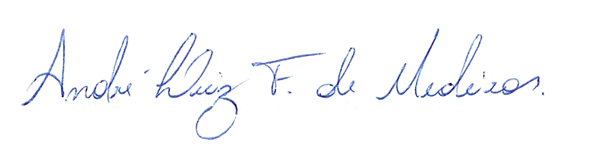 André Luiz F. de Medeiros.